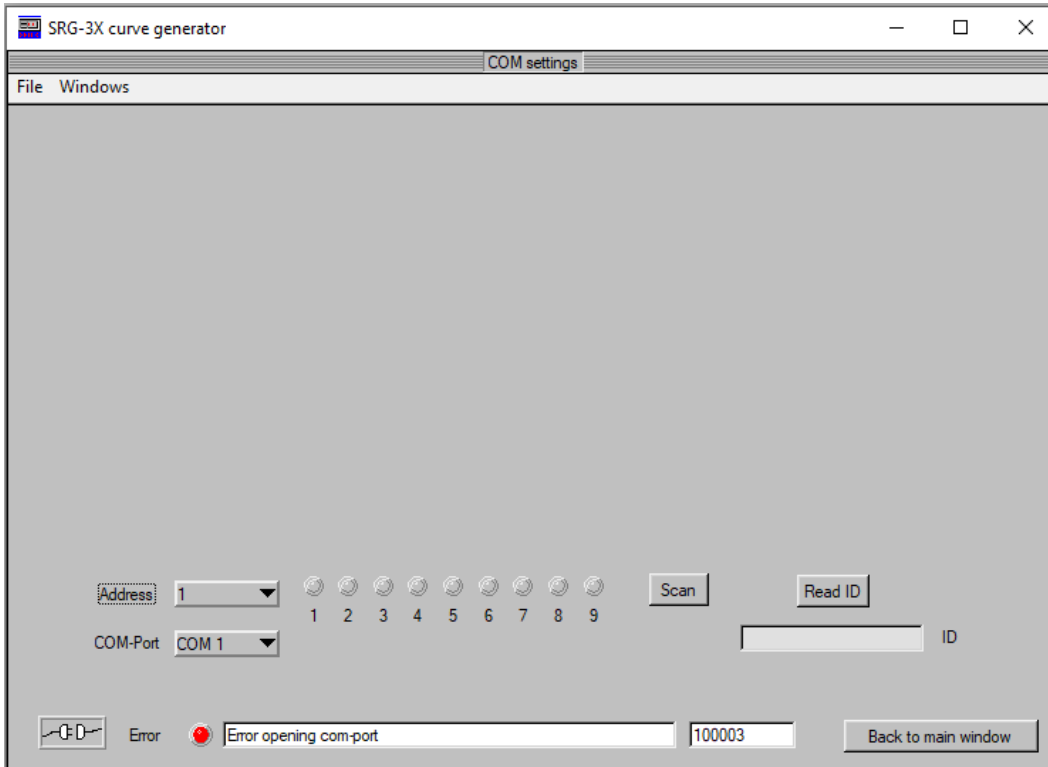 SRG-3X curve generator
COM settings
File Windows
Address 1
1 2 3 4 5 6 7 8 9
Scan
Read ID
COM-Port COM 1
ID
Error Error opening com-port 100003 Back to main window